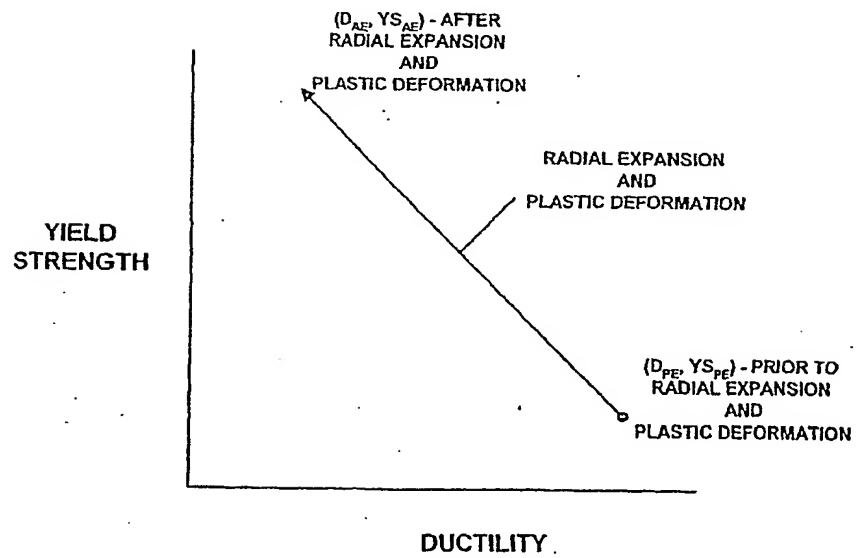 (D_AE, YS_AE) - AFTER
RADIAL EXPANSION
AND
PLASTIC DEFORMATION
RADIAL EXPANSION
AND
PLASTIC DEFORMATION
YIELD
STRENGTH
(D_PE, YS_PE) - PRIOR TO
RADIAL EXPANSION
AND
PLASTIC DEFORMATION
DUCTILITY